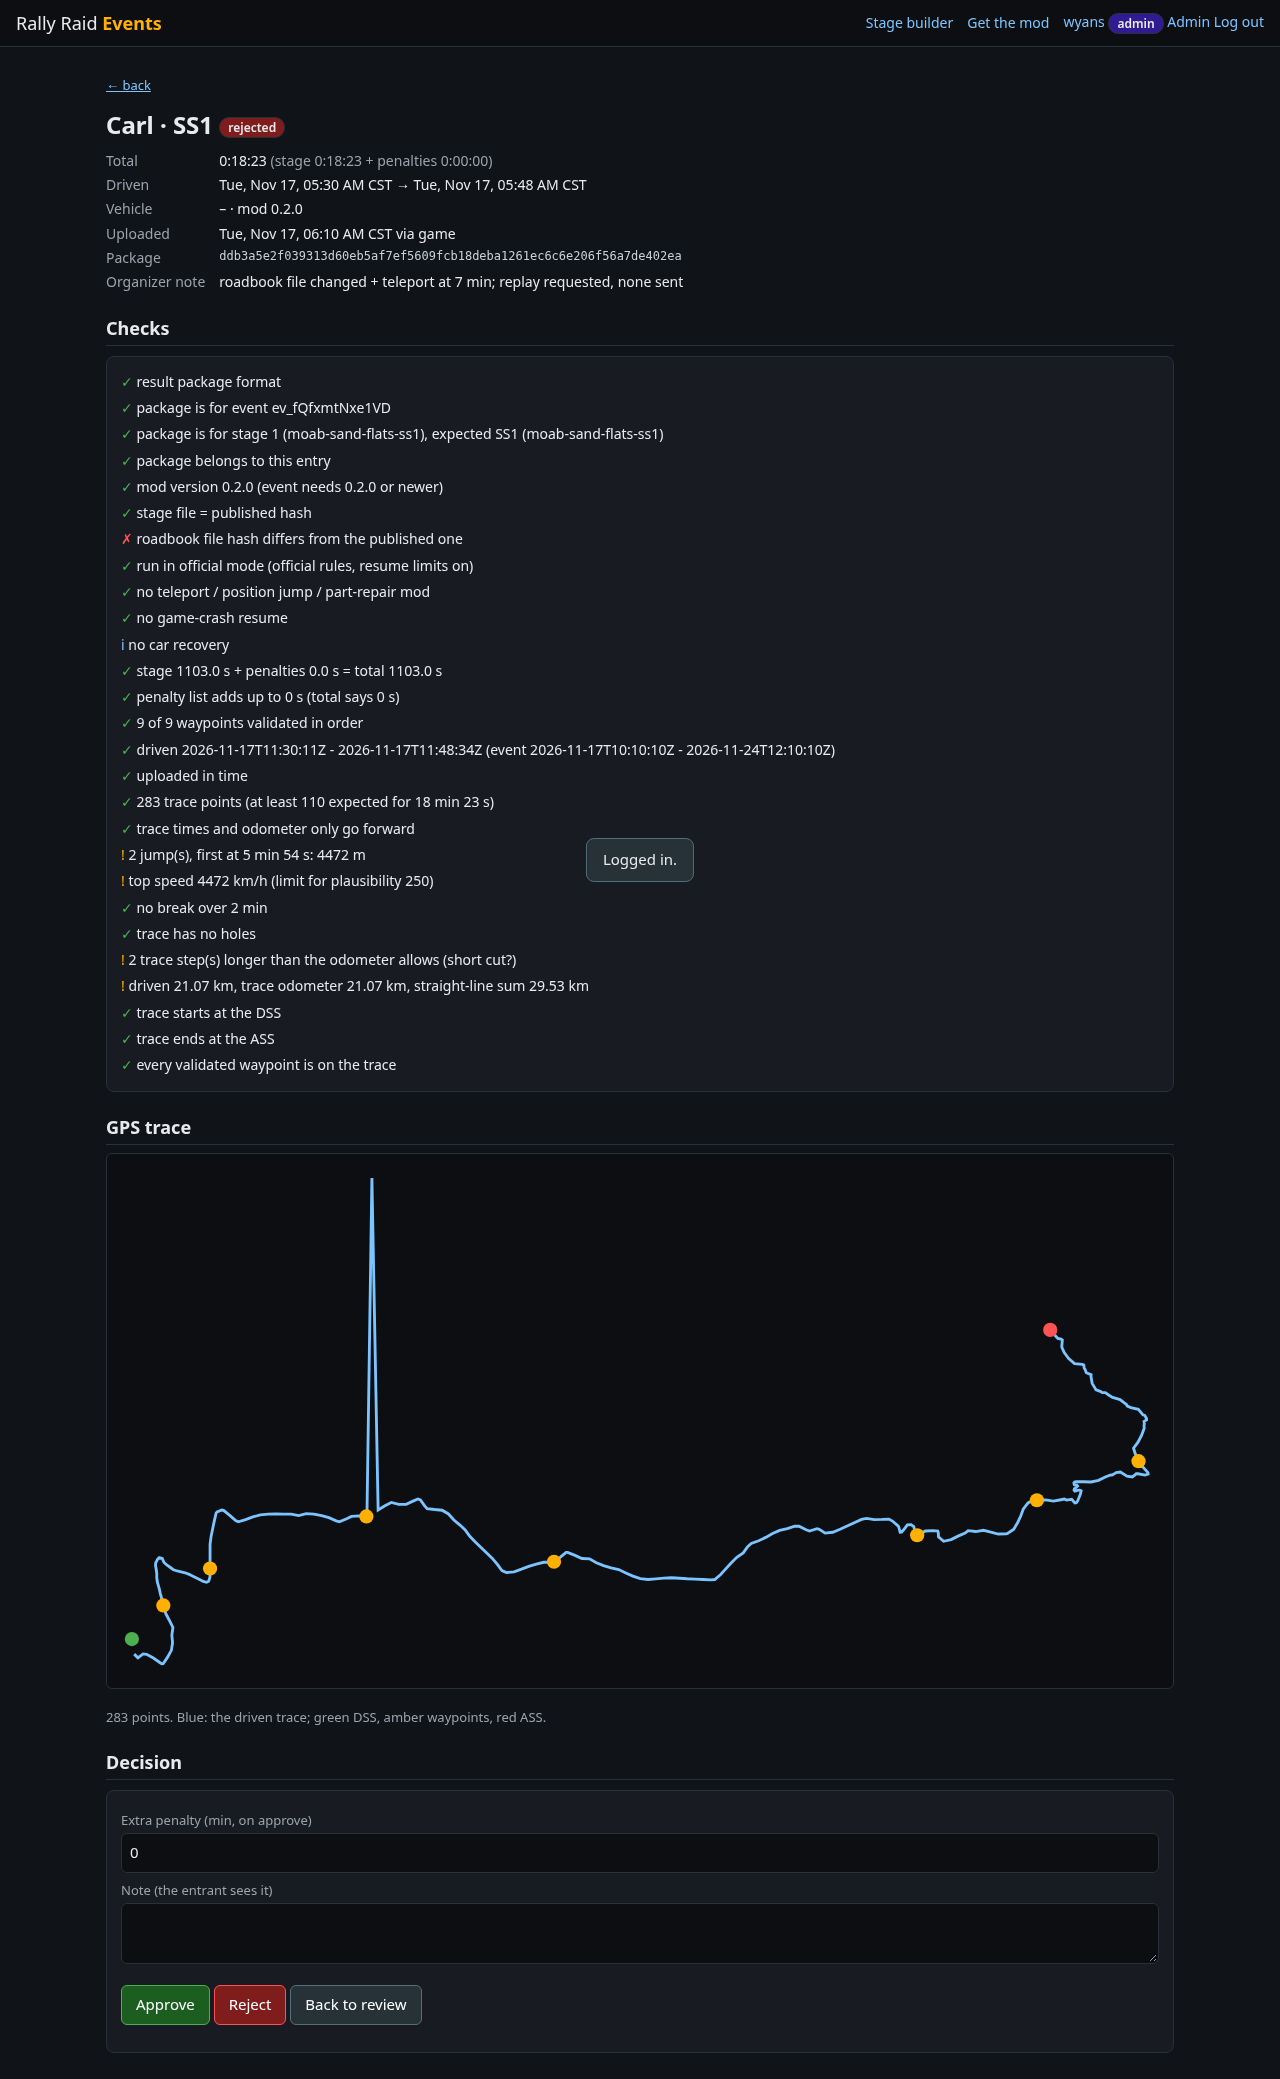 Rally Raid Events
Stage builder Get the mod wyans admin Admin Log out
← back
Carl · SS1 rejected
Total 0:18:23 (stage 0:18:23 + penalties 0:00:00)
Driven Tue, Nov 17, 05:30 AM CST → Tue, Nov 17, 05:48 AM CST
Vehicle – · mod 0.2.0
Uploaded Tue, Nov 17, 06:10 AM CST via game
Package ddb3a5e2f039313d60eb5af7ef5609fcb18deba1261ec6c6e206f56a7de402ea
Organizer note roadbook file changed + teleport at 7 min; replay requested, none sent
Checks
✓ result package format
✓ package is for event ev_fQfxmtNxe1VD
✓ package is for stage 1 (moab-sand-flats-ss1), expected SS1 (moab-sand-flats-ss1)
✓ package belongs to this entry
✓ mod version 0.2.0 (event needs 0.2.0 or newer)
✓ stage file = published hash
✗ roadbook file hash differs from the published one
✓ run in official mode (official rules, resume limits on)
✓ no teleport / position jump / part-repair mod
✓ no game-crash resume
i no car recovery
✓ stage 1103.0 s + penalties 0.0 s = total 1103.0 s
✓ penalty list adds up to 0 s (total says 0 s)
✓ 9 of 9 waypoints validated in order
✓ driven 2026-11-17T11:30:11Z - 2026-11-17T11:48:34Z (event 2026-11-17T10:10:10Z - 2026-11-24T12:10:10Z)
✓ uploaded in time
✓ 283 trace points (at least 110 expected for 18 min 23 s)
✓ trace times and odometer only go forward
! 2 jump(s), first at 5 min 54 s: 4472 m
Logged in.
! top speed 4472 km/h (limit for plausibility 250)
✓ no break over 2 min
✓ trace has no holes
! 2 trace step(s) longer than the odometer allows (short cut?)
! driven 21.07 km, trace odometer 21.07 km, straight-line sum 29.53 km
✓ trace starts at the DSS
✓ trace ends at the ASS
✓ every validated waypoint is on the trace
GPS trace
283 points. Blue: the driven trace; green DSS, amber waypoints, red ASS.
Decision
Extra penalty (min, on approve)
0
Note (the entrant sees it)
Approve Reject Back to review